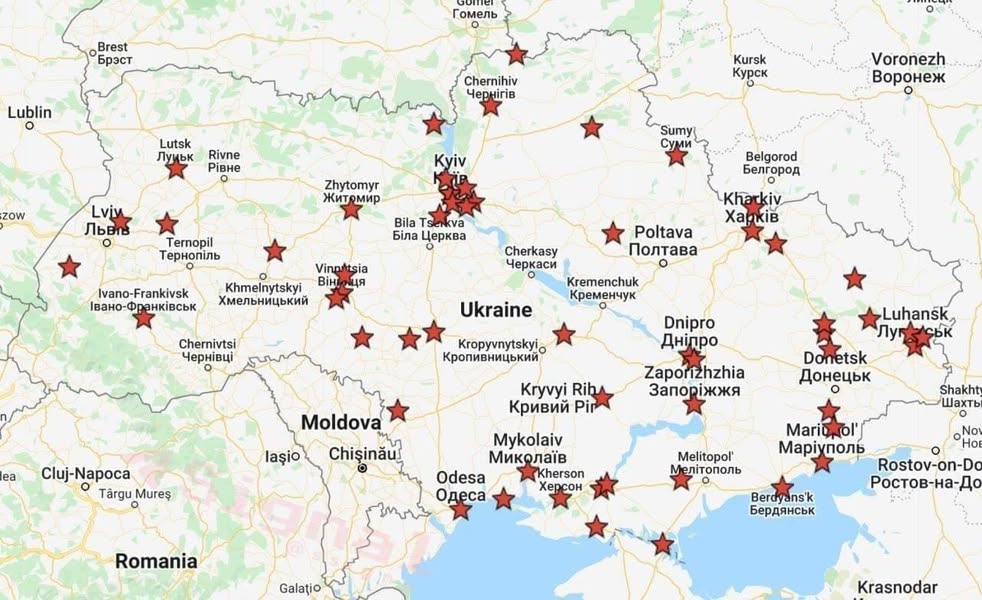 Gomel'
Гомель
Brest
Брэст
Chernihiv
Чернігів
Kursk
Курск
Voronezh
Воронеж
Lublin
Lutsk
Луцьк
Rivne
Рівне
Sumy
Суми
Kyiv
Київ
Zhytomyr
Житомир
Belgorod
Белгород
Kharkiv
Харків
Lviv
Львів
Bila Tserkva
Біла Церква
Poltava
Полтава
Ternopil
Тернопіль
Cherkasy
Черкаси
Khmelnytskyi
Хмельницький
Vinnytsia
Вінниця
Kremenchuk
Кременчук
Ivano-Frankivsk
Івано-Франківськ
Ukraine
Luhansk
Луганськ
Dnipro
Дніпро
Chernivtsi
Чернівці
Kropyvnytskyi
Кропивницький
Donetsk
Донецьк
Zaporizhzhia
Запоріжжя
Kryvyi Rih
Кривий Ріг
Moldova
Mariupol'
Маріуполь
Chișinău
Iași
Mykolaiv
Миколаїв
Melitopol'
Мелітополь
Cluj-Napoca
Târgu Mureș
Odesa
Одеса
Kherson
Херсон
Rostov-on-Do
Ростов-на-До
Berdyans'k
Бердянськ
Romania
Galați
Krasnodar